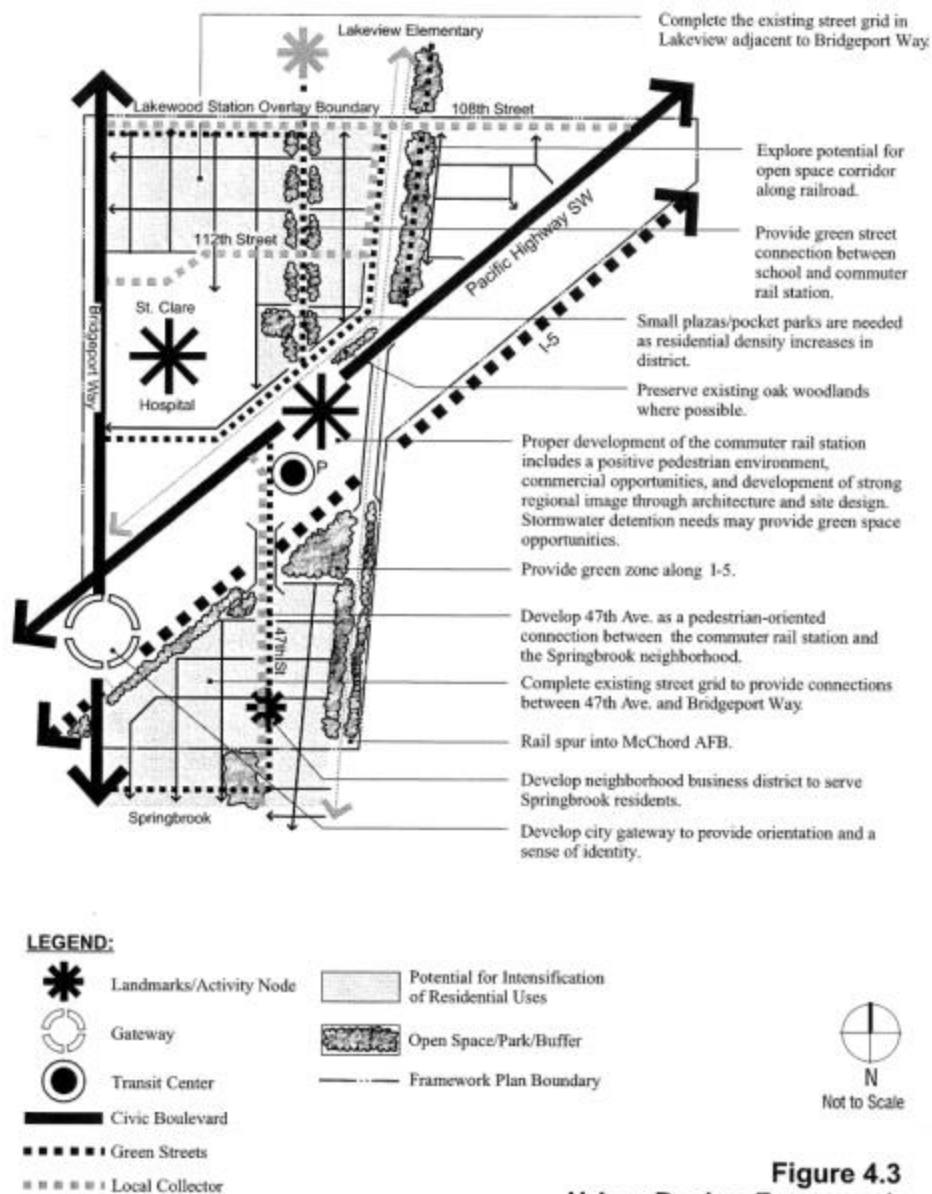 Lakeview Elementary
Complete the existing street grid in
Lakeview adjacent to Bridgeport Way.
Lakewood Station Overlay Boundary
108th Street
Explore potential for
open space corridor
along railroad.
Pacific Highway SW
Provide green street
connection between
school and commuter
rail station.
112th Street
St. Clare
Hospital
Bridgeport Way
I-5
Small plazas/pocket parks are needed
as residential density increases in
district.
Preserve existing oak woodlands
where possible.
P
Proper development of the commuter rail station
includes a positive pedestrian environment,
commercial opportunities, and development of strong
regional image through architecture and site design.
Stormwater detention needs may provide green space
opportunities.
Provide green zone along I-5.
47th St
Develop 47th Ave. as a pedestrian-oriented
connection between the commuter rail station and
the Springbrook neighborhood.
Complete existing street grid to provide connections
between 47th Ave. and Bridgeport Way.
Rail spur into McChord AFB.
Develop neighborhood business district to serve
Springbrook residents.
Springbrook
Develop city gateway to provide orientation and a
sense of identity.
LEGEND:
Landmarks/Activity Node
Gateway
Transit Center
Civic Boulevard
Green Streets
Local Collector
Potential for Intensification
of Residential Uses
Open Space/Park/Buffer
Framework Plan Boundary
N
Not to Scale
Figure 4.3